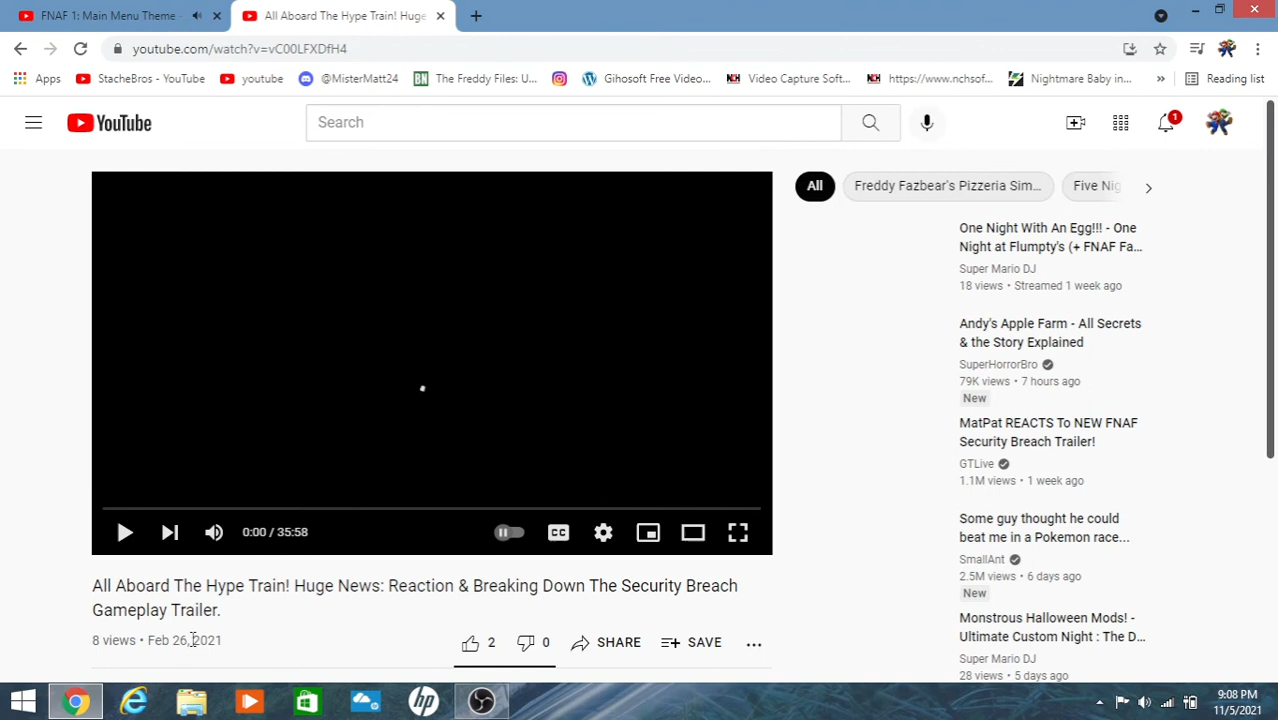 FNAF 1: Main Menu Theme
All Aboard The Hype Train! Huge
youtube.com/watch?v=vC00LFXDfH4
Apps
StacheBros - YouTube
youtube
@MisterMatt24
BN
The Freddy Files: U...
Gihosoft Free Video...
NCH
Video Capture Soft...
NCH
https://www.nchsof...
Nightmare Baby in...
»
Reading list
YouTube
Search
1
All
Freddy Fazbear's Pizzeria Sim...
Five Nig
One Night With An Egg!!! - One
Night at Flumpty's (+ FNAF Fa...
Super Mario DJ
18 views • Streamed 1 week ago
Andy's Apple Farm - All Secrets
& the Story Explained
SuperHorrorBro
79K views • 7 hours ago
New
MatPat REACTS To NEW FNAF
Security Breach Trailer!
GTLive
1.1M views • 1 week ago
Some guy thought he could
beat me in a Pokemon race...
SmallAnt
2.5M views • 6 days ago
New
Monstrous Halloween Mods! -
Ultimate Custom Night : The D...
Super Mario DJ
28 views • 5 days ago
0:00 / 35:58
CC
All Aboard The Hype Train! Huge News: Reaction & Breaking Down The Security Breach
Gameplay Trailer.
8 views • Feb 26, 2021
2
0
SHARE
SAVE
hp
9:08 PM
11/5/2021